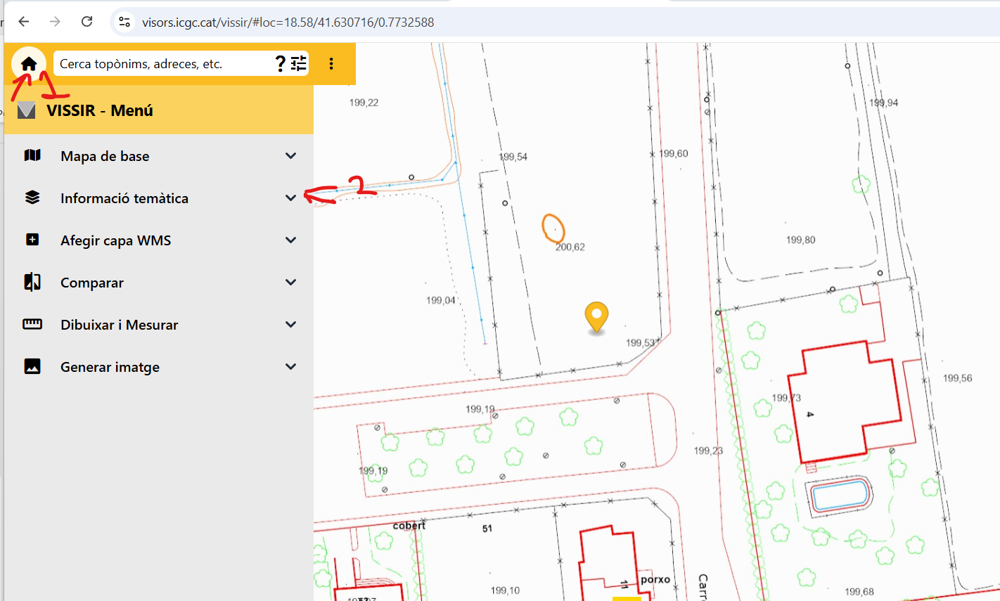 visors.icgc.cat/vissir/#loc=18.58/41.630716/0.7732588
Cerca topònims, adreces, etc.
?
1
VISSIR - Menú
Mapa de base
Informació temàtica
2
Afegir capa WMS
Comparar
Dibuixar i Mesurar
Generar imatge
199,22
199,94
199,54
199,60
200,62
199,80
199,04
199,53
199,56
199,73
4
199,19
199,23
199,19
cobert
51
porxo
11
199,10
199,68